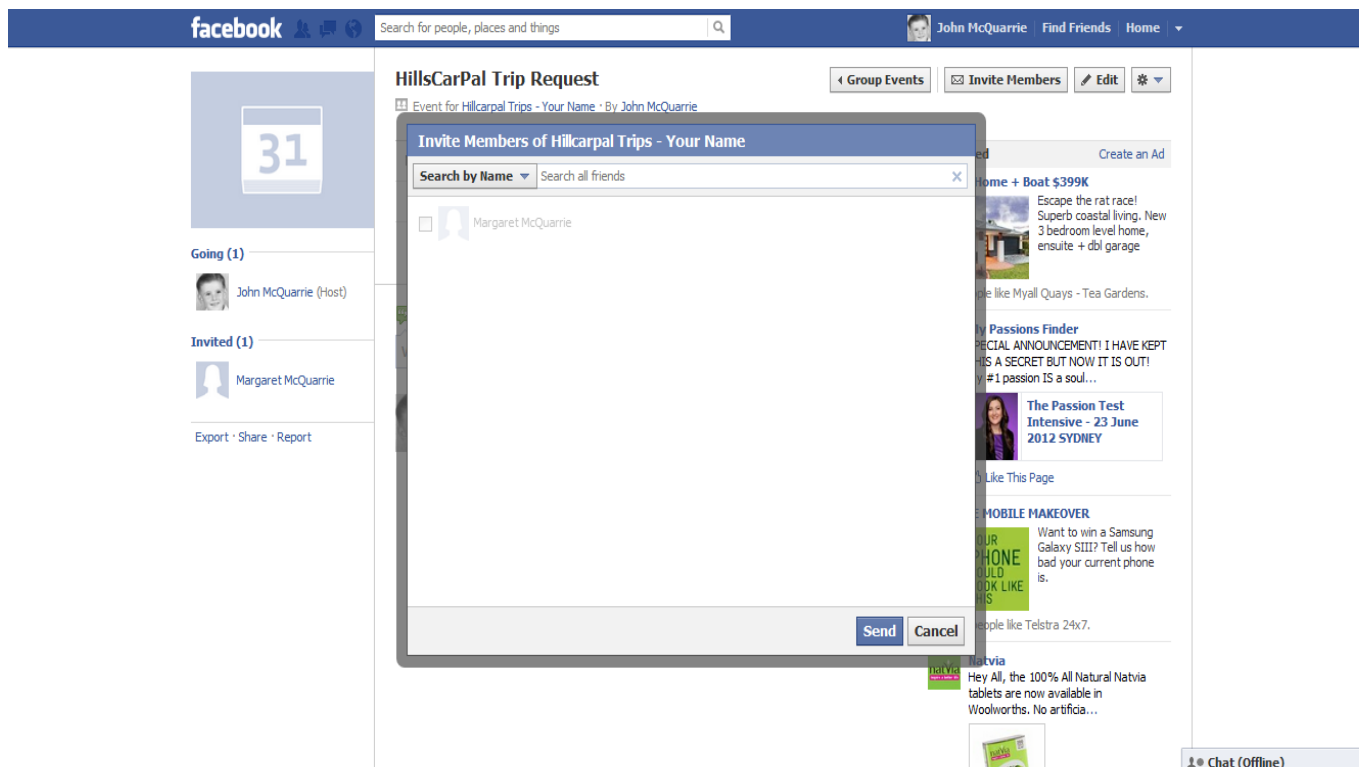 facebook
Search for people, places and things
John McQuarrie
Find Friends
Home
31
HillsCarPal Trip Request
Group Events
Invite Members
Edit
Event for Hillcarpal Trips - Your Name · By John McQuarrie
Going (1)
John McQuarrie (Host)
Invited (1)
Margaret McQuarrie
Export · Share · Report
Invite Members of Hillcarpal Trips - Your Name
Search by Name
Search all friends
Margaret McQuarrie
Send
Cancel
Create an Ad
Home + Boat $399K
Escape the rat race!
Superb coastal living. New
3 bedroom level home,
ensuite + dbl garage
like Myall Quays - Tea Gardens.
Passions Finder
ANNOUNCEMENT! I HAVE KEPT
A SECRET BUT NOW IT IS OUT!
#1 passion IS a soul...
The Passion Test
Intensive - 23 June
2012 SYDNEY
Like This Page
MOBILE MAKEOVER
Want to win a Samsung
Galaxy SIII? Tell us how
bad your current phone
is.
like Telstra 24x7.
Natvia
Hey All, the 100% All Natural Natvia
tablets are now available in
Woolworths. No artificia...
Chat (Offline)